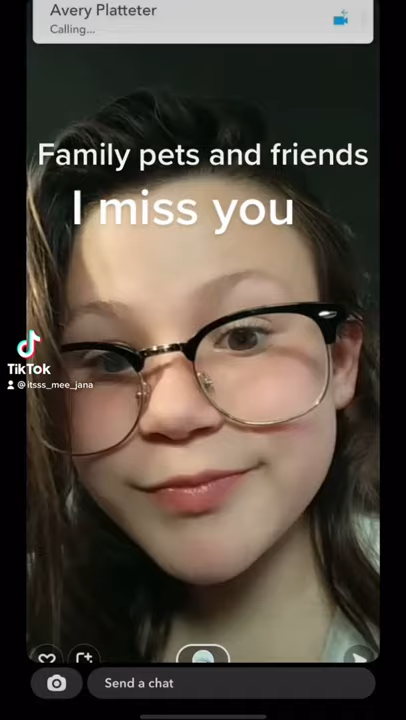 Avery Platteter
Calling...
Family pets and friends
I miss you
TikTok
@itsss_mee_jana
Send a chat